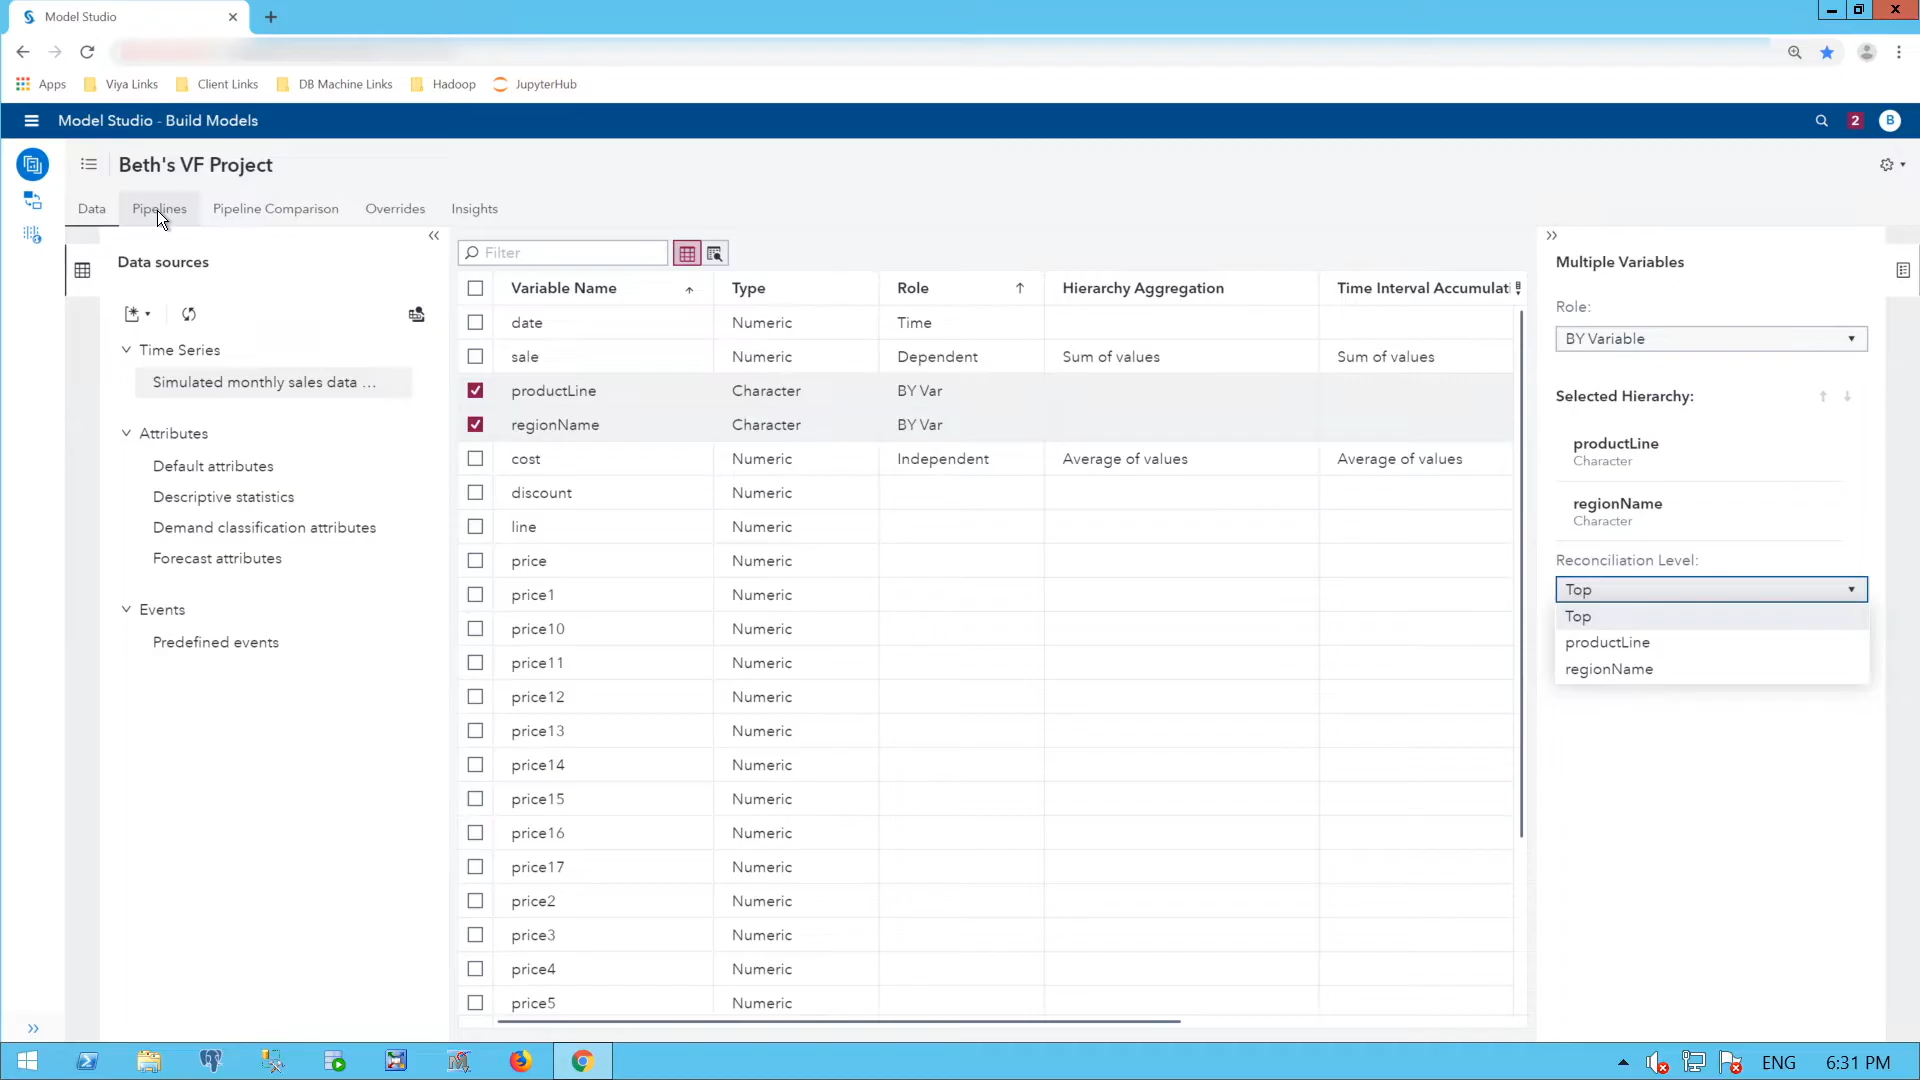 Model Studio
Apps Viya Links Client Links DB Machine Links Hadoop JupyterHub
Model Studio - Build Models 2 B
Beth's VF Project
Data Pipelines Pipeline Comparison Overrides Insights
Data sources
Time Series
Simulated monthly sales data ...
Attributes
Default attributes
Descriptive statistics
Demand classification attributes
Forecast attributes
Events
Predefined events
Filter
Variable Name Type Role Hierarchy Aggregation Time Interval Accumulati
date Numeric Time
sale Numeric Dependent Sum of values Sum of values
productLine Character BY Var
regionName Character BY Var
cost Numeric Independent Average of values Average of values
discount Numeric
line Numeric
price Numeric
price1 Numeric
price10 Numeric
price11 Numeric
price12 Numeric
price13 Numeric
price14 Numeric
price15 Numeric
price16 Numeric
price17 Numeric
price2 Numeric
price3 Numeric
price4 Numeric
price5 Numeric
Multiple Variables
Role:
BY Variable
Selected Hierarchy:
productLine
Character
regionName
Character
Reconciliation Level:
Top
Top
productLine
regionName
ENG 6:31 PM